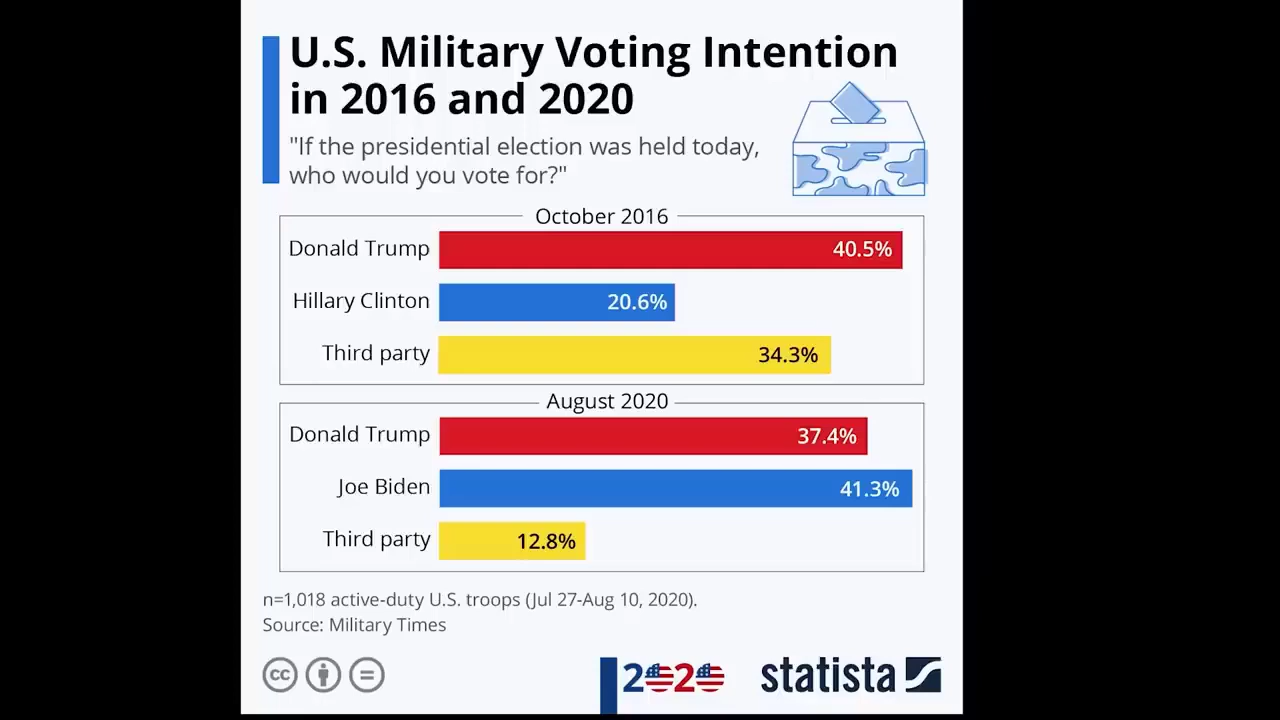 U.S. Military Voting Intention
in 2016 and 2020
"If the presidential election was held today,
who would you vote for?"
October 2016
Donald Trump 40.5%
Hillary Clinton 20.6%
Third party 34.3%
August 2020
Donald Trump 37.4%
Joe Biden 41.3%
Third party 12.8%
n=1,018 active-duty U.S. troops (Jul 27-Aug 10, 2020).
Source: Military Times
cc = 2020 statista